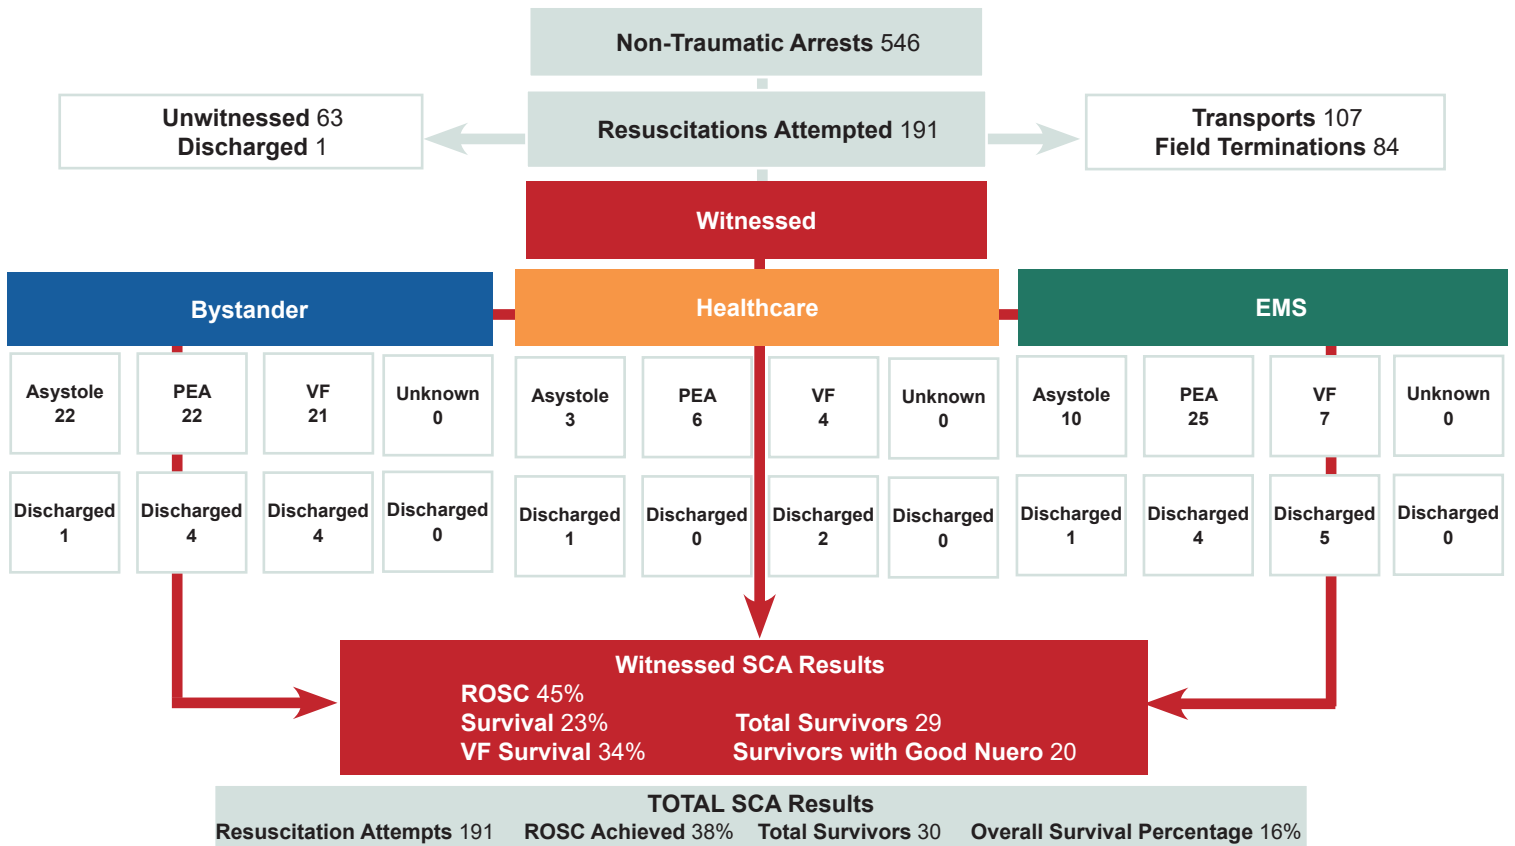 Non-Traumatic Arrests 546
Unwitnessed 63
Discharged 1
Resuscitations Attempted 191
Transports 107
Field Terminations 84
Witnessed
Bystander
Healthcare
EMS
Asystole
22
PEA
22
VF
21
Unknown
0
Asystole
3
PEA
6
VF
4
Unknown
0
Asystole
10
PEA
25
VF
7
Unknown
0
Discharged
1
Discharged
4
Discharged
4
Discharged
0
Discharged
1
Discharged
0
Discharged
2
Discharged
0
Discharged
1
Discharged
4
Discharged
5
Discharged
0
Witnessed SCA Results
ROSC 45%
Survival 23%
Total Survivors 29
VF Survival 34%
Survivors with Good Nuero 20
TOTAL SCA Results
Resuscitation Attempts 191 ROSC Achieved 38% Total Survivors 30 Overall Survival Percentage 16%